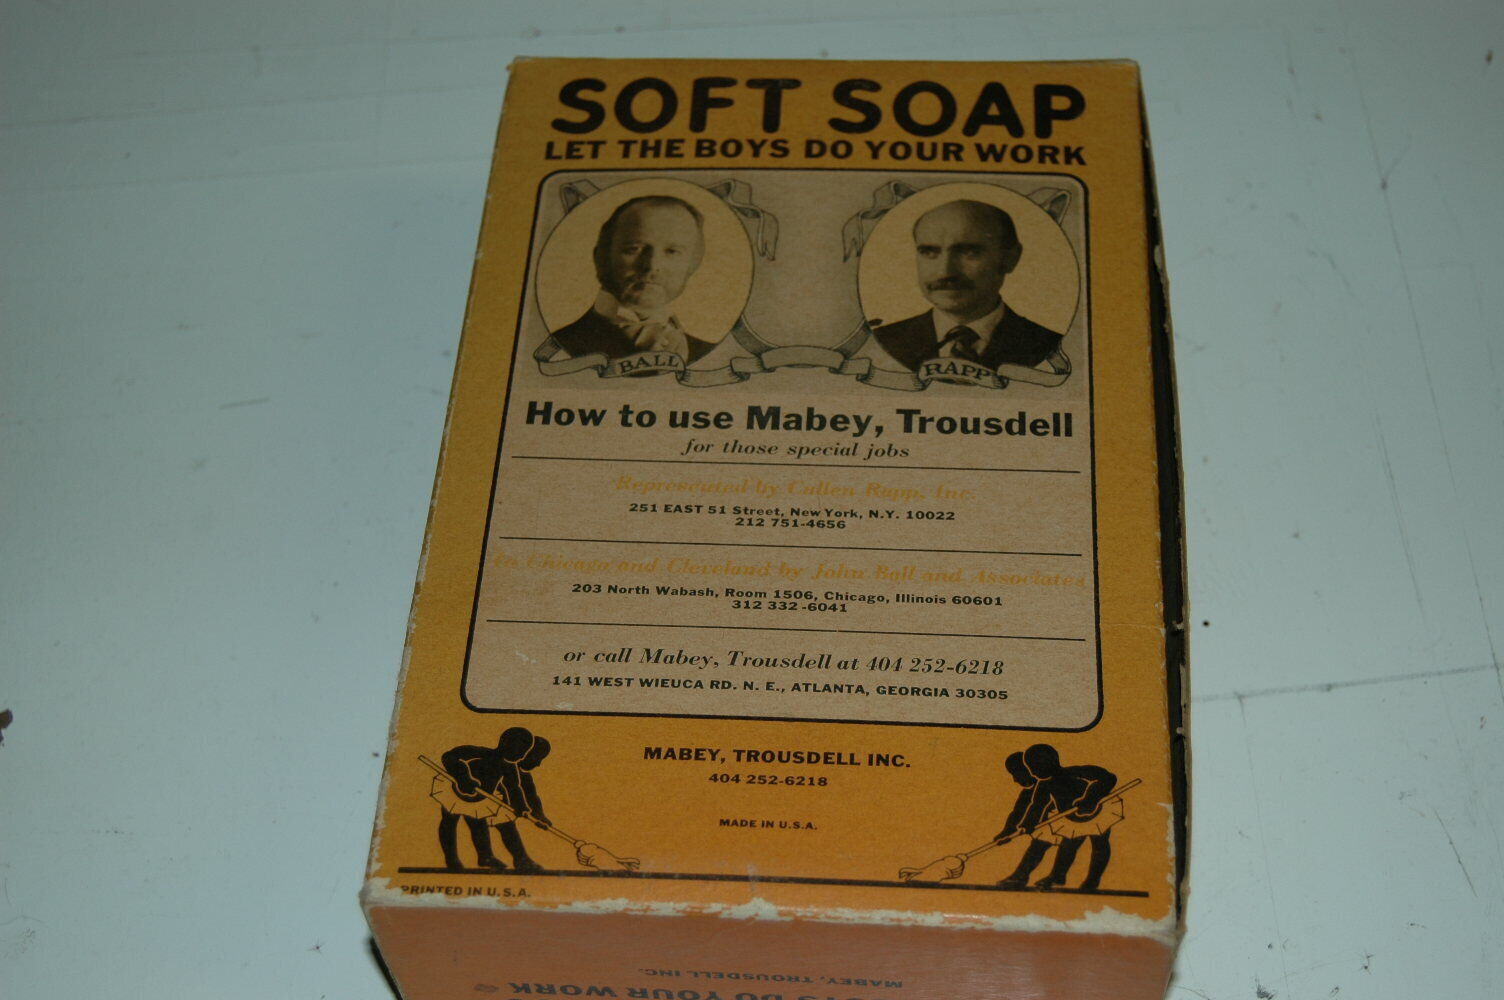 SOFT SOAP
LET THE BOYS DO YOUR WORK
BALL
RAPP
How to use Mabey, Trousdell
for those special jobs
Represented by Cullen Rapp, Inc.
251 EAST 51 Street, New York, N.Y. 10022
212 751-4656
In Chicago and Cleveland by John Ball and Associates
203 North Wabash, Room 1506, Chicago, Illinois 60601
312 332-6041
or call Mabey, Trousdell at 404 252-6218
141 WEST WIEUCA RD. N. E., ATLANTA, GEORGIA 30305
MABEY, TROUSDELL INC.
404 252-6218
MADE IN U.S.A.
PRINTED IN U.S.A.
MABEY, TROUSDELL INC.
DO YOUR WORK